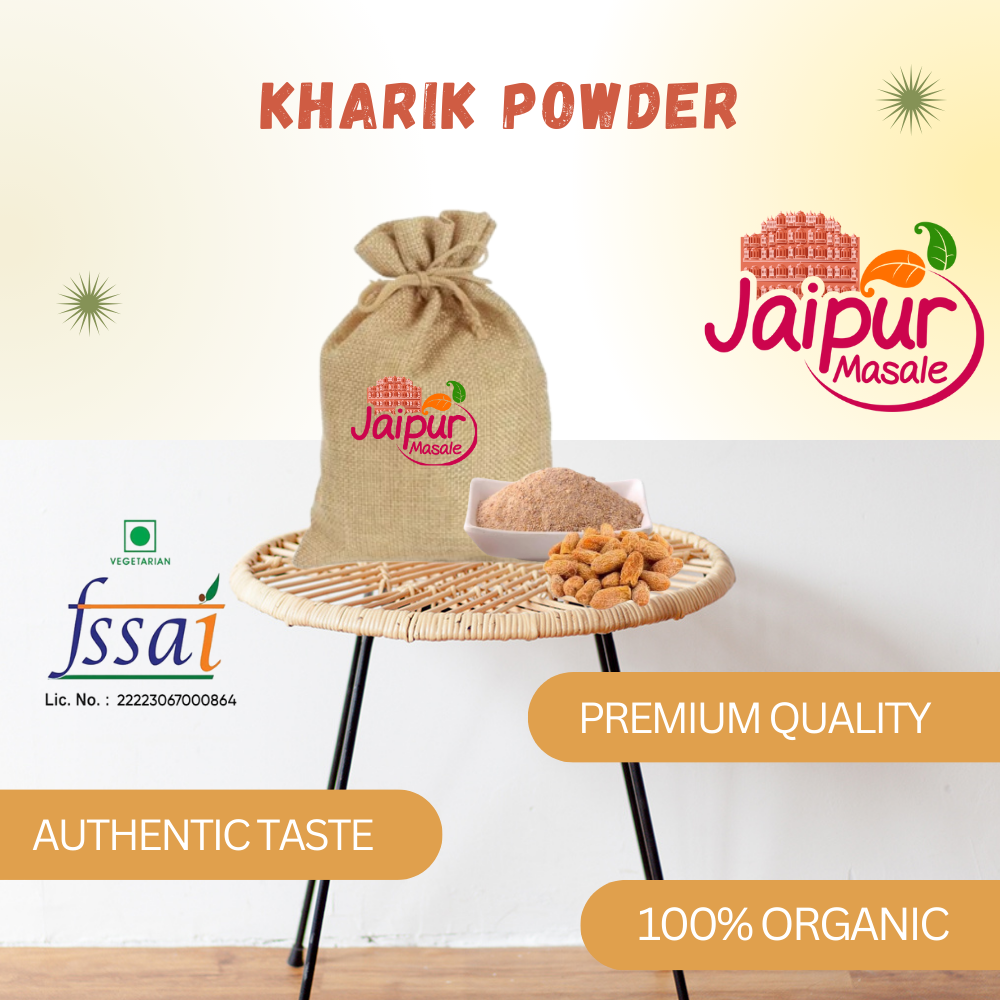 KHARIK POWDER
Jaipur
Masale
Jaipur
Masale
VEGETARIAN
fssai
Lic. No. : 22223067000864
PREMIUM QUALITY
AUTHENTIC TASTE
100% ORGANIC